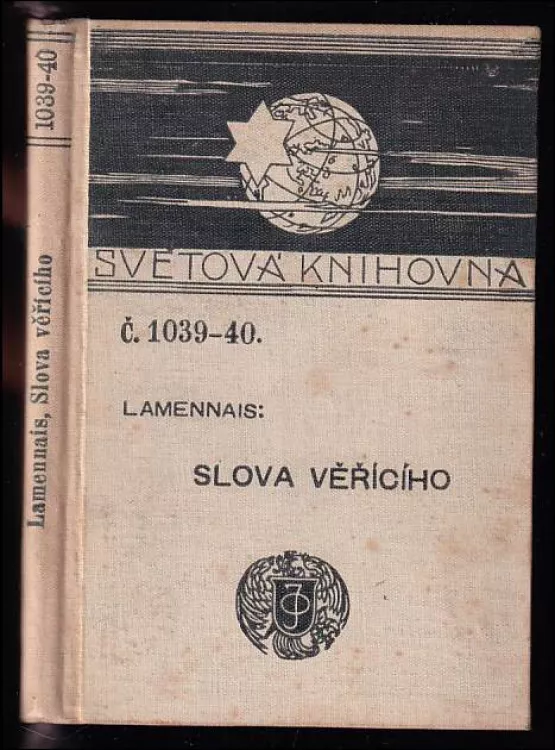 1039-40
Lamennais, Slova věřícího
SVĚTOVÁ KNIHOVNA
Č. 1039-40.
LAMENNAIS:
SLOVA VĚŘÍCÍHO